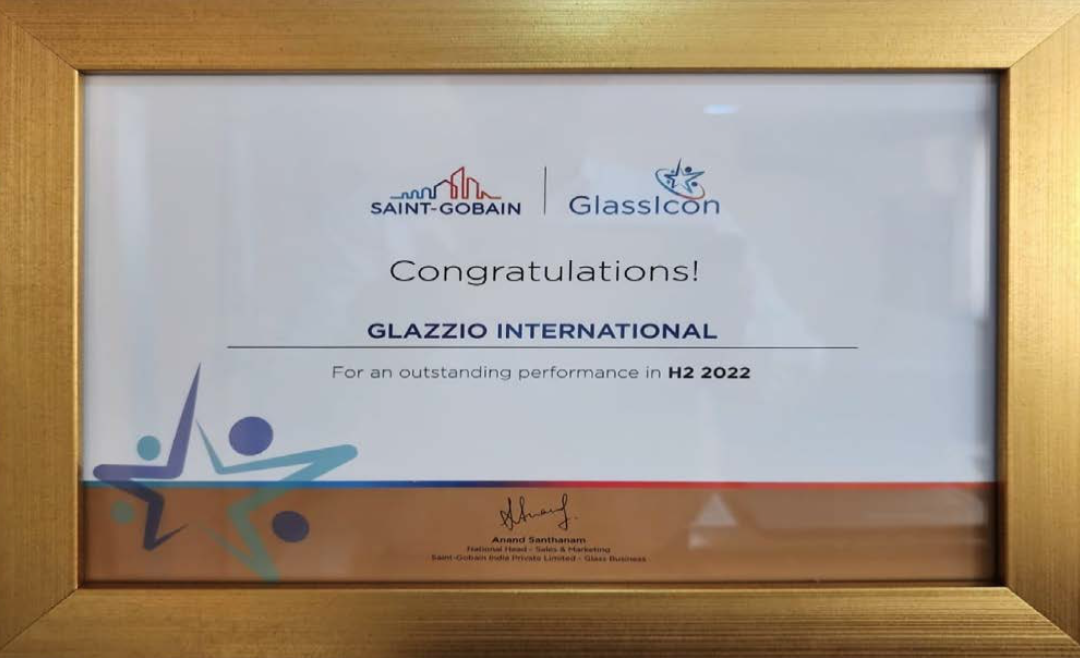 SAINT-GOBAIN
GlassIcon
Congratulations!
GLAZZIO INTERNATIONAL
For an outstanding performance in H2 2022
Anand Santhanam
National Head - Sales & Marketing
Saint-Gobain India Private Limited - Glass Business